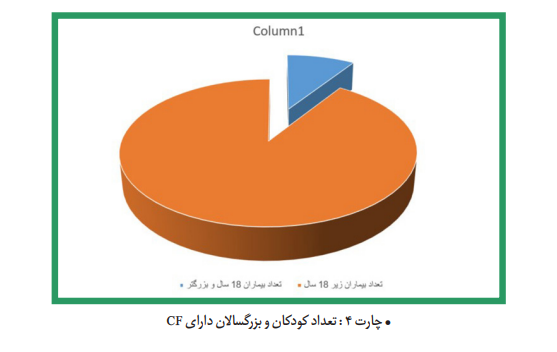 Column1
تعداد بیماران زیر 18 سال ▪ تعداد بیماران 18 سال و بزرگتر ▪
• چارت ۴ : تعداد کودکان و بزرگسالان دارای CF